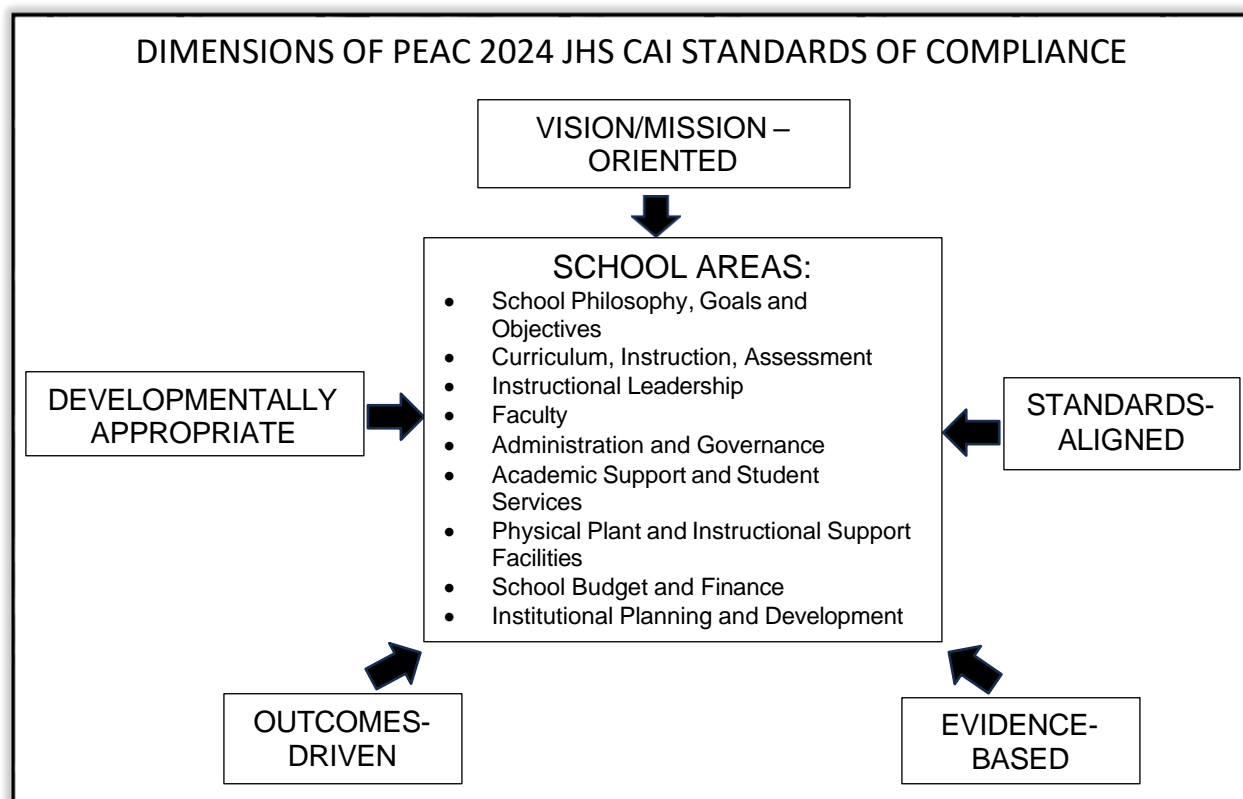 DIMENSIONS OF PEAC 2024 JHS CAI STANDARDS OF COMPLIANCE
VISION/MISSION –
ORIENTED
SCHOOL AREAS:
• School Philosophy, Goals and
Objectives
• Curriculum, Instruction, Assessment
• Instructional Leadership
• Faculty
• Administration and Governance
• Academic Support and Student
Services
• Physical Plant and Instructional Support
Facilities
• School Budget and Finance
• Institutional Planning and Development
DEVELOPMENTALLY
APPROPRIATE
STANDARDS-
ALIGNED
OUTCOMES-
DRIVEN
EVIDENCE-
BASED